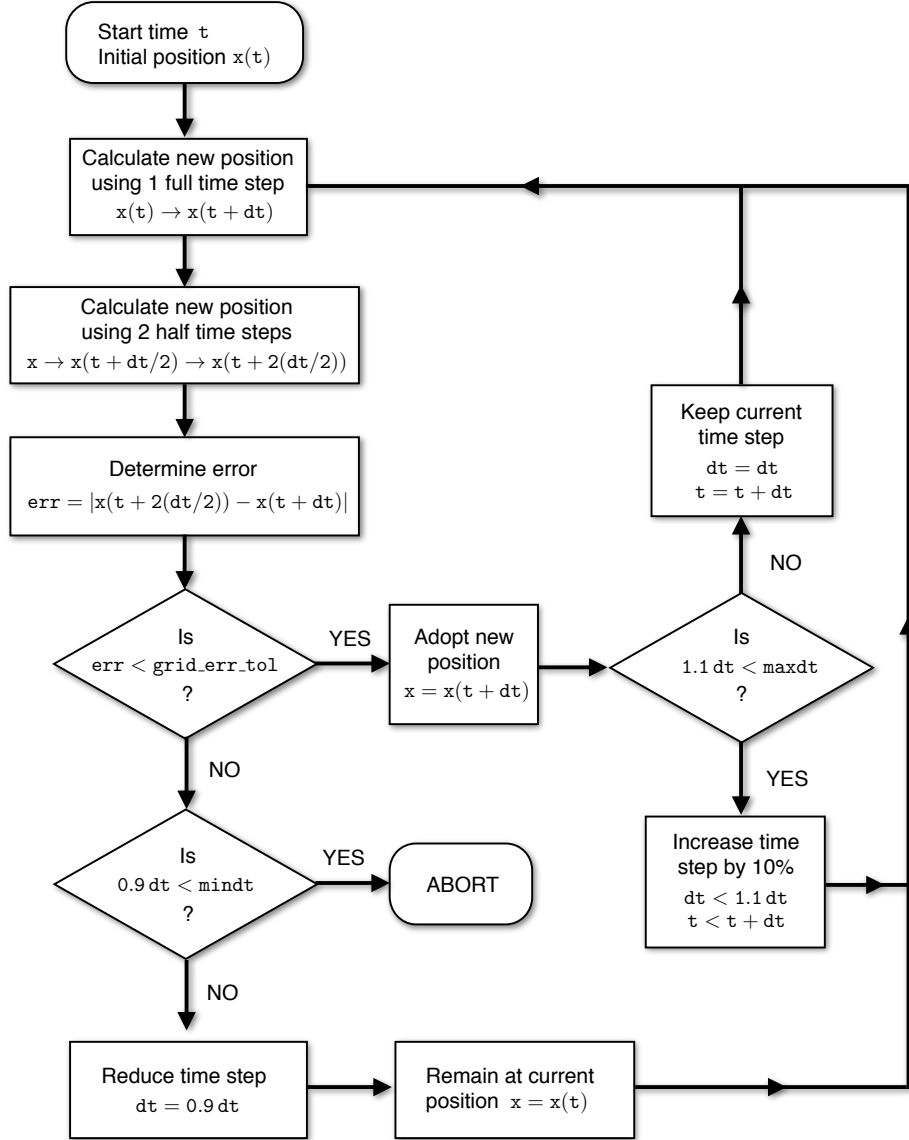 Start time t
Initial position x(t)
Calculate new position
using 1 full time step
x(t) → x(t + dt)
Calculate new position
using 2 half time steps
x → x(t + dt/2) → x(t + 2(dt/2))
Determine error
err = |x(t + 2(dt/2)) − x(t + dt)|
Is
err < grid_err_tol
?
YES
Adopt new
position
x = x(t + dt)
Is
1.1 dt < maxdt
?
NO
Keep current
time step
dt = dt
t = t + dt
YES
Increase time
step by 10%
dt < 1.1 dt
t < t + dt
NO
Is
0.9 dt < mindt
?
YES
ABORT
NO
Reduce time step
dt = 0.9 dt
Remain at current
position x = x(t)